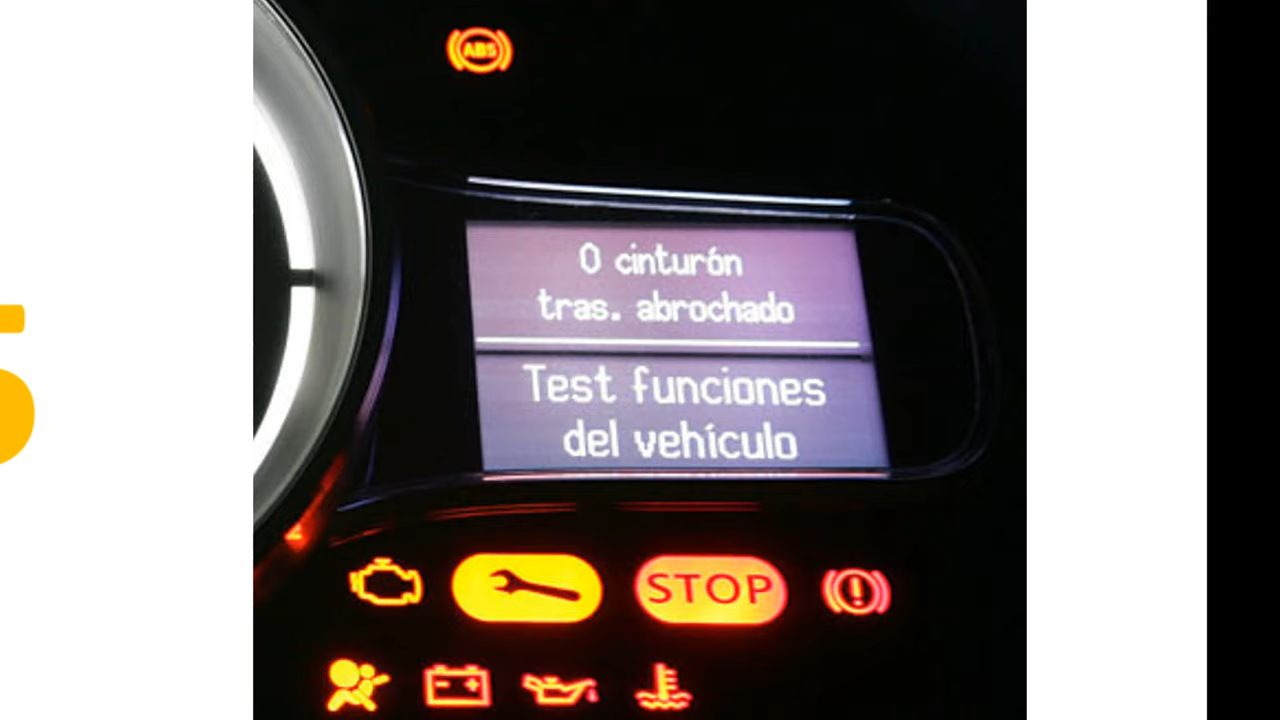 ABS
0 cinturón
tras. abrochado
Test funciones
del vehículo
STOP